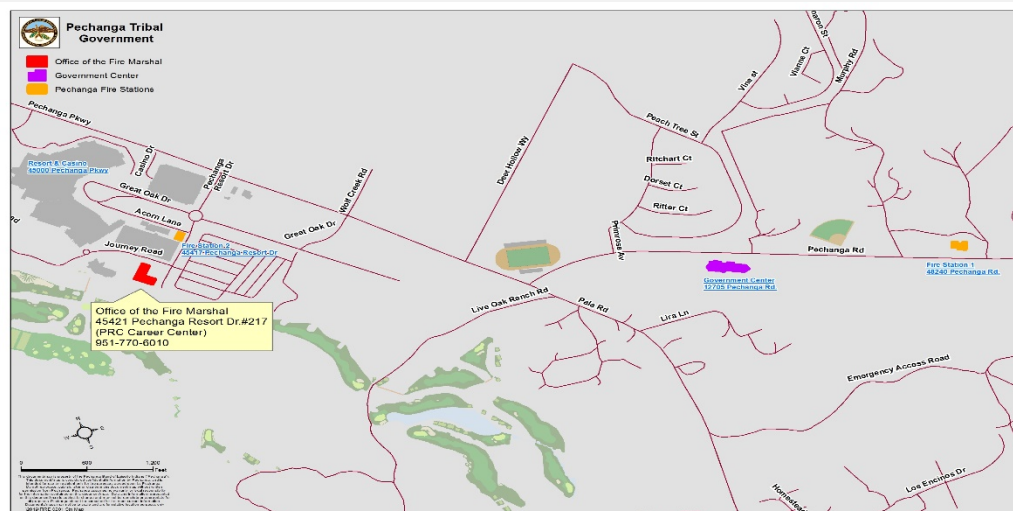 Pechanga Tribal
Government
Office of the Fire Marshal
Government Center
Pechanga Fire Stations
Pechanga Pkwy
Resort & Casino
45000 Pechanga Pkwy
Casino Dr
Pechanga
Resort Dr
Great Oak Dr
Acorn Lane
Journey Road
Rd
Wolf Creek Rd
Great Oak Dr
Fire Station 2
45417 Pechanga Resort Dr
Office of the Fire Marshal
45421 Pechanga Resort Dr.#217
(PRC Career Center)
951-770-6010
Deer Hollow Wy
Peach Tree St
Vine st
Vianne Ct
Murphy Rd
Ritchart Ct
Dorset Ct
Ritter Ct
Primrose Av
Pechanga Rd
Government Center
12705 Pechanga Rd.
Fire Station 1
48240 Pechanga Rd.
Live Oak Ranch Rd
Pala Rd
Lira Ln
Emergency Access Road
Los Encinos Dr
Homestead
0 600 1,200
Feet